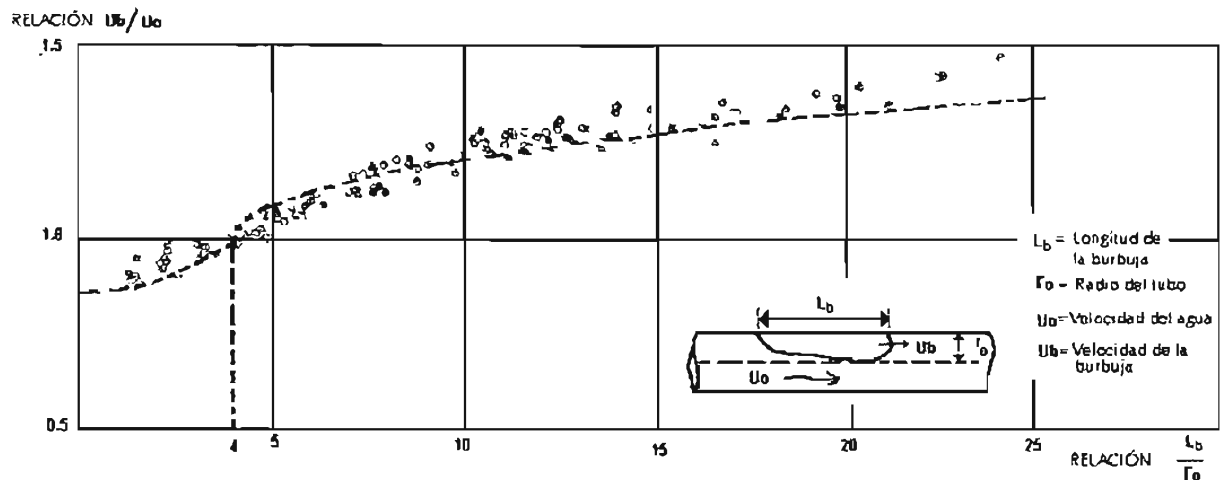 RELACIÓN Ub/Uo
1.5
1.0
0.5
4
5
10
15
20
25
RELACIÓN Lb/ro
Lb = Longitud de
la burbuja
ro = Radio del tubo
Uo = Velocidad del agua
Ub = Velocidad de la
burbuja
Lb
Ub
ro
Uo